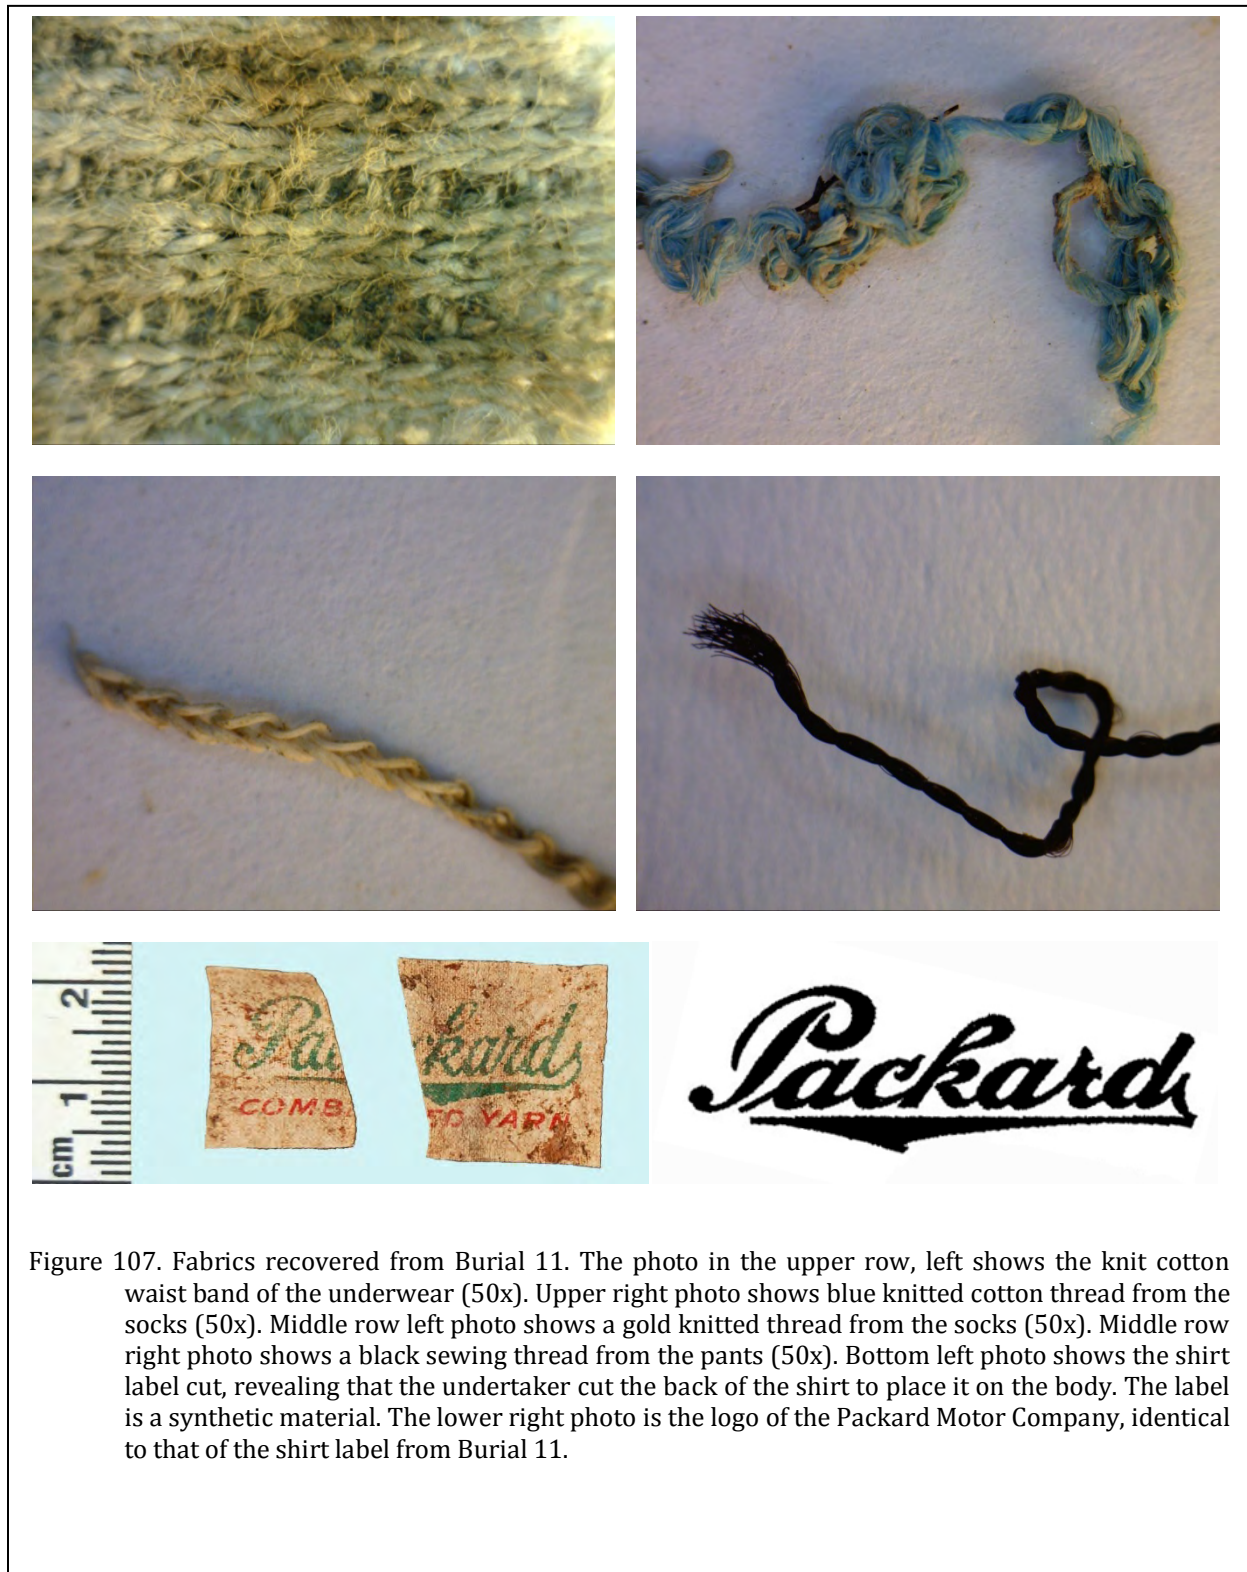 2
1
cm
Packard
COMB ED YARN
Packard
Figure 107. Fabrics recovered from Burial 11. The photo in the upper row, left shows the knit cotton
waist band of the underwear (50x). Upper right photo shows blue knitted cotton thread from the
socks (50x). Middle row left photo shows a gold knitted thread from the socks (50x). Middle row
right photo shows a black sewing thread from the pants (50x). Bottom left photo shows the shirt
label cut, revealing that the undertaker cut the back of the shirt to place it on the body. The label
is a synthetic material. The lower right photo is the logo of the Packard Motor Company, identical
to that of the shirt label from Burial 11.